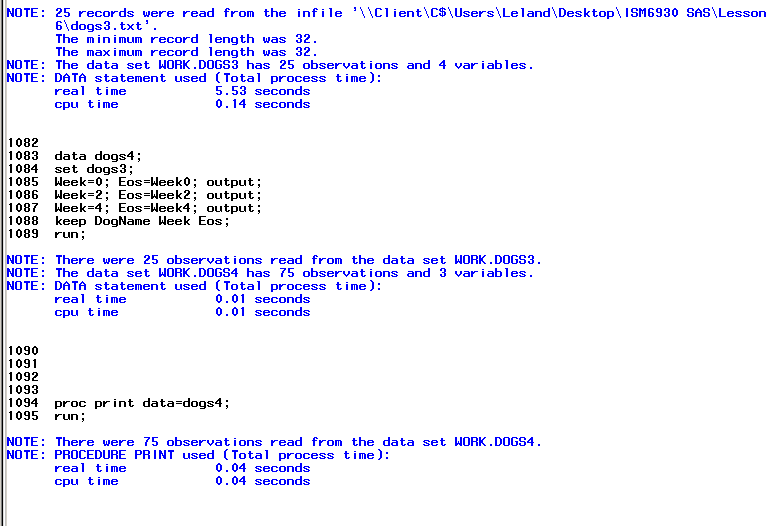 NOTE: 25 records were read from the infile '\\Client\C$\Users\Leland\Desktop\ISM6930 SAS\Lesson
6\dogs3.txt'.
The minimum record length was 32.
The maximum record length was 32.
NOTE: The data set WORK.DOGS3 has 25 observations and 4 variables.
NOTE: DATA statement used (Total process time):
real time 5.53 seconds
cpu time 0.14 seconds
1082
1083 data dogs4;
1084 set dogs3;
1085 Week=0; Eos=Week0; output;
1086 Week=2; Eos=Week2; output;
1087 Week=4; Eos=Week4; output;
1088 keep DogName Week Eos;
1089 run;
NOTE: There were 25 observations read from the data set WORK.DOGS3.
NOTE: The data set WORK.DOGS4 has 75 observations and 3 variables.
NOTE: DATA statement used (Total process time):
real time 0.01 seconds
cpu time 0.01 seconds
1090
1091
1092
1093
1094 proc print data=dogs4;
1095 run;
NOTE: There were 75 observations read from the data set WORK.DOGS4.
NOTE: PROCEDURE PRINT used (Total process time):
real time 0.04 seconds
cpu time 0.04 seconds